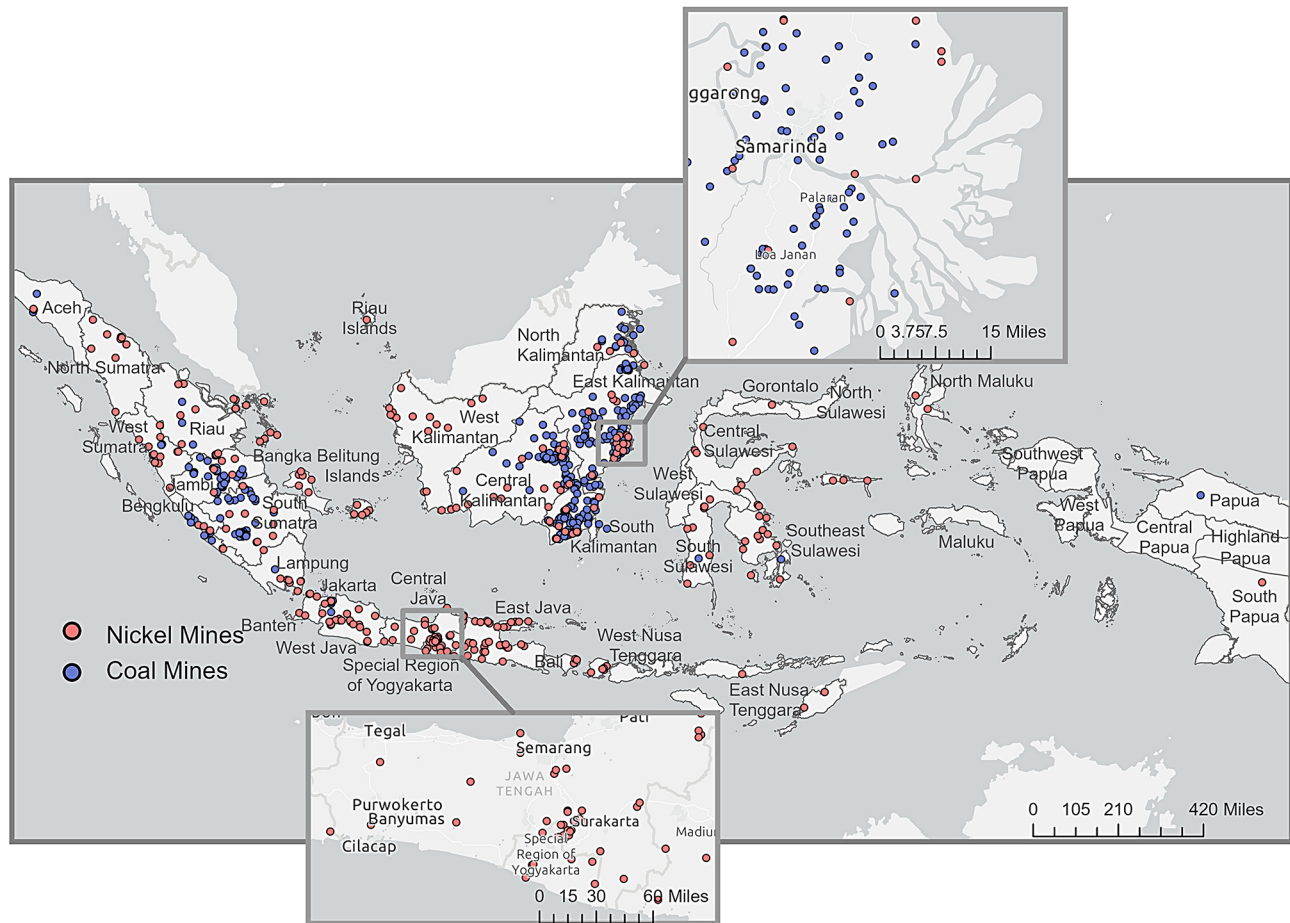 ggarong
Samarinda
Palaran
Loa Janan
0 3.757.5 15 Miles
Aceh
North Sumatra
Riau
Islands
North
Kalimantan
East Kalimantan
Gorontalo
North
Sulawesi
North Maluku
West
Sumatra
Riau
West
Kalimantan
Central
Sulawesi
Bangka Belitung
Islands
Southwest
Papua
Jambi
Bengkulu
South
Sumatra
Central
Kalimantan
West
Sulawesi
South
Kalimantan
South
Sulawesi
Southeast
Sulawesi
Maluku
West
Papua
Papua
Central
Papua
Highland
Papua
South
Papua
Lampung
Jakarta
Central
Java
East Java
Banten
West Java
Special Region
of Yogyakarta
Bali
West Nusa
Tenggara
East Nusa
Tenggara
Nickel Mines
Coal Mines
0 105 210 420 Miles
Tegal
Semarang
Pati
JAWA
TENGAH
Purwokerto
Banyumas
Cilacap
Surakarta
Madiun
Special
Region of
Yogyakarta
0 15 30 60 Miles